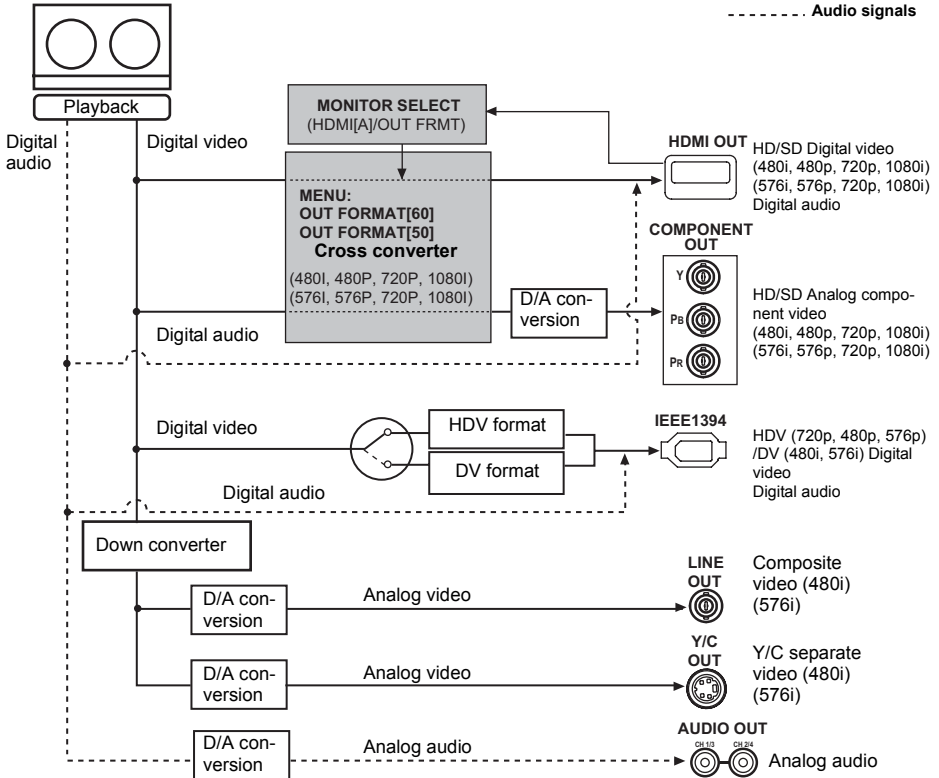 Audio signals
Playback
Digital
audio
Digital video
MONITOR SELECT
(HDMI[A]/OUT FRMT)
HDMI OUT
HD/SD Digital video
(480i, 480p, 720p, 1080i)
(576i, 576p, 720p, 1080i)
Digital audio
MENU:
OUT FORMAT[60]
OUT FORMAT[50]
Cross converter
(480I, 480P, 720P, 1080I)
(576I, 576P, 720P, 1080I)
COMPONENT
OUT
Y
PB
PR
D/A con-
version
HD/SD Analog compo-
nent video
(480i, 480p, 720p, 1080i)
(576i, 576p, 720p, 1080i)
Digital audio
Digital video
HDV format
DV format
IEEE1394
HDV (720p, 480p, 576p)
/DV (480i, 576i) Digital
video
Digital audio
Digital audio
Down converter
D/A con-
version
Analog video
LINE
OUT
Composite
video (480i)
(576i)
D/A con-
version
Analog video
Y/C
OUT
Y/C separate
video (480i)
(576i)
D/A con-
version
Analog audio
AUDIO OUT
CH 1/3 CH 2/4
Analog audio